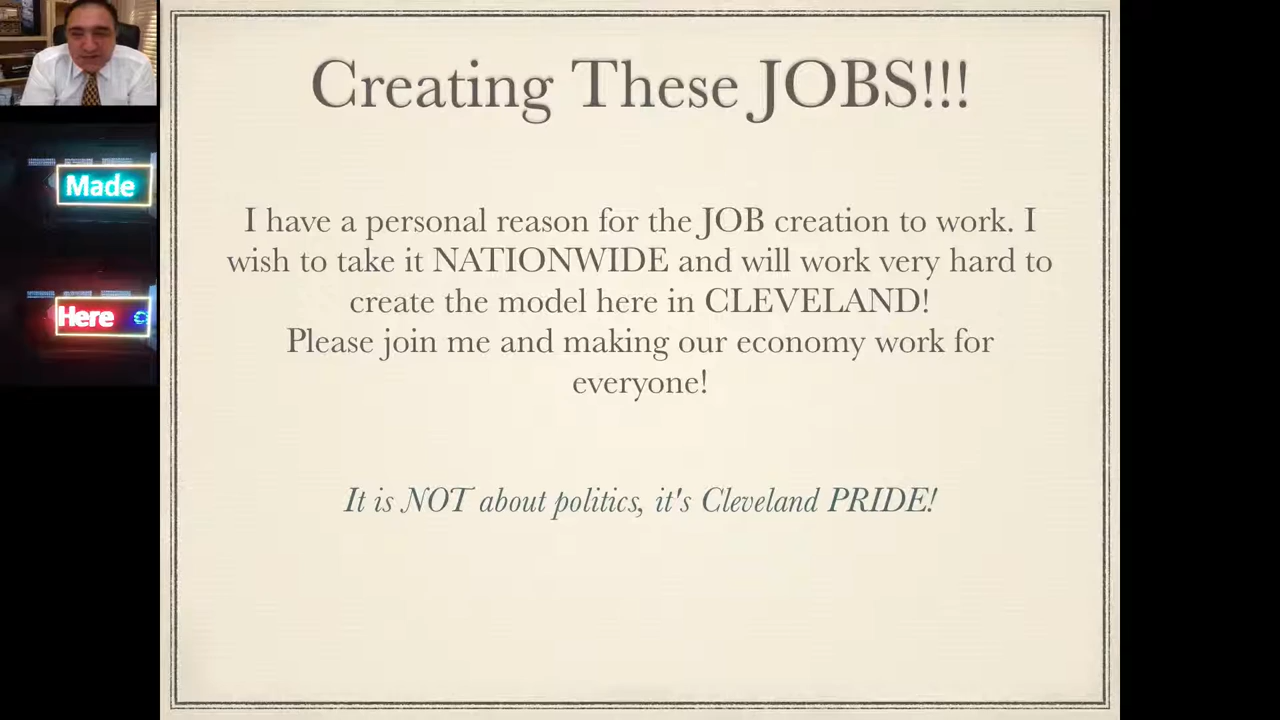 Creating These JOBS!!!
I have a personal reason for the JOB creation to work. I
wish to take it NATIONWIDE and will work very hard to
create the model here in CLEVELAND!
Please join me and making our economy work for
everyone!
It is NOT about politics, it's Cleveland PRIDE!
Made
Here